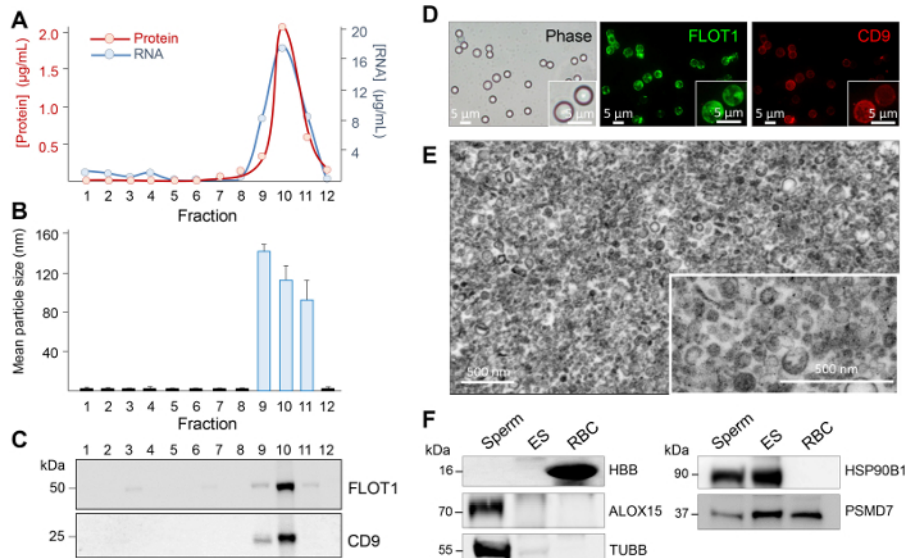 A
2.0
1.5
1.0
0.5
[Protein] (µg/mL)
Protein
RNA
20
16
12
8
4
[RNA] (µg/mL)
1 2 3 4 5 6 7 8 9 10 11 12
Fraction
B
160
120
80
40
Mean particle size (nm)
1 2 3 4 5 6 7 8 9 10 11 12
Fraction
C
1 2 3 4 5 6 7 8 9 10 11 12
kDa
50
FLOT1
25
CD9
D
Phase
5 µm
5 µm
FLOT1
5 µm
5 µm
CD9
5 µm
5 µm
E
500 nm
500 nm
F
Sperm ES RBC
kDa
16
HBB
70
ALOX15
55
TUBB
Sperm ES RBC
kDa
90
HSP90B1
37
PSMD7